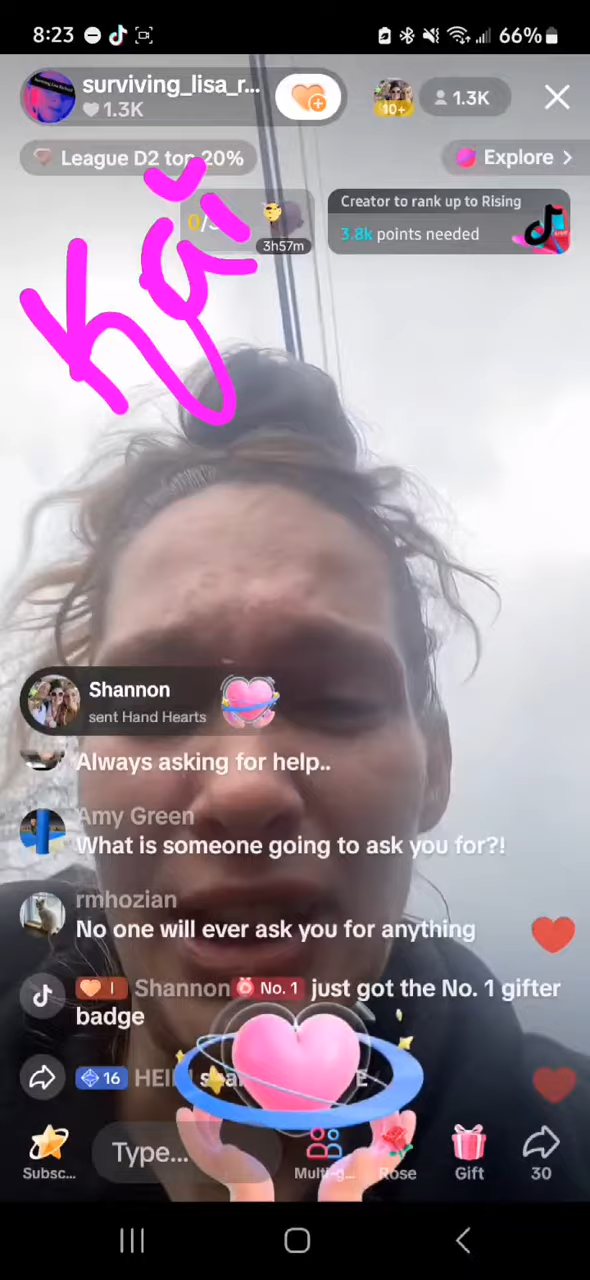 8:23 66%
surviving_lisa_r...
1.3K
10+
1.3K
League D2 top 20%
Explore >
0/
3h57m
Creator to rank up to Rising
3.8k points needed
Shannon
sent Hand Hearts
Always asking for help..
Amy Green
What is someone going to ask you for?!
rmhozian
No one will ever ask you for anything
Shannon No. 1 just got the No. 1 gifter
badge
16
Subsc...
Type...
Multi-g...
Rose
Gift
30